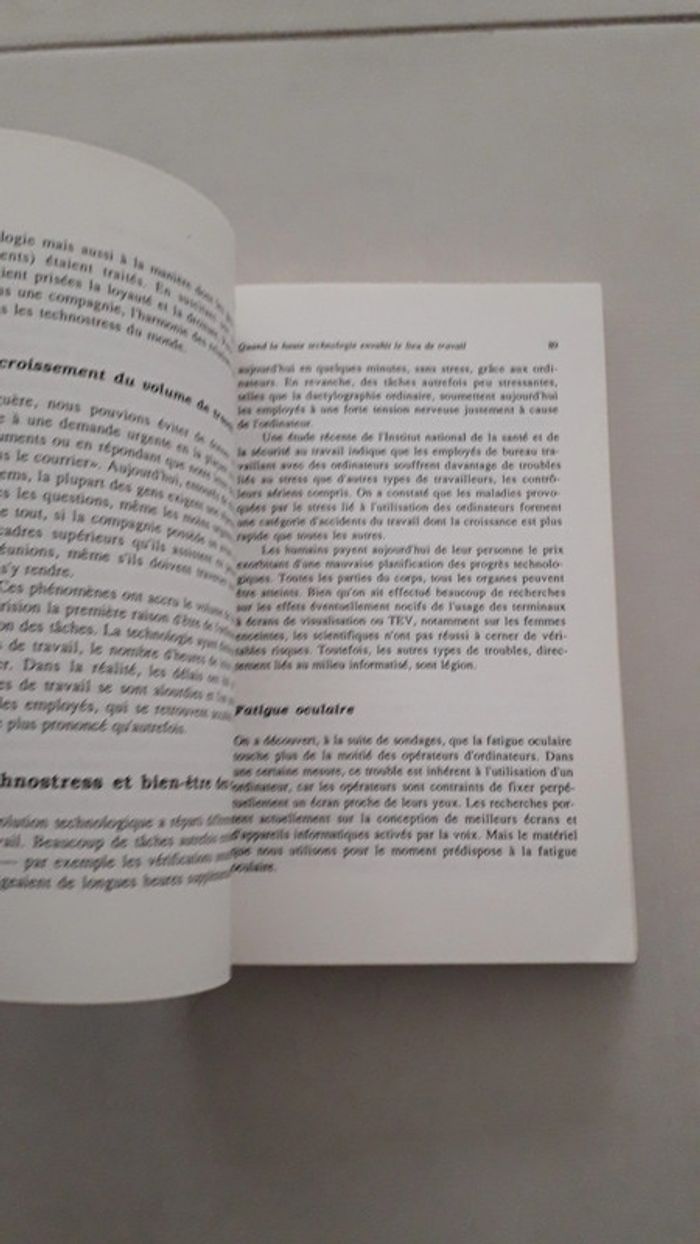 logie mais aussi à la manière dont les
ents) étaient traités. En
ient prisées la loyauté et la
s une compagnie, l'harmonie des
s les technostress du monde.
croissement du volume de
uère, nous pouvions éviter de
e à une demande urgente en la
uments ou en répondant que
s le courrier». Aujourd'hui,
ems, la plupart des gens exigent
es les questions, même les moins
e tout, si la compagnie possède
cadres supérieurs qu'ils assistent
éunions, même s'ils doivent
s'y rendre.
Ces phénomènes ont accru le volume
rision la première raison d'être de
on des tâches. La technologie
s de travail, le nombre d'heures
er. Dans la réalité, les délais
es de travail se sont alourdies
les employés, qui se retrouvent
plus prononcé qu'autrefois.
hnostress et bien-être
olution technologique a
vail. Beaucoup de tâches
— par exemple les vérifications
geaient de longues heures
Quand la haute technologie envahit le lieu de travail 89
aujourd'hui en quelques minutes, sans stress, grâce aux ordi-
nateurs. En revanche, des tâches autrefois peu stressantes,
telles que la dactylographie ordinaire, soumettent aujourd'hui
les employés à une forte tension nerveuse justement à cause
de l'ordinateur.
Une étude récente de l'Institut national de la santé et de
la sécurité au travail indique que les employés de bureau tra-
vaillant avec des ordinateurs souffrent davantage de troubles
liés au stress que d'autres types de travailleurs, les contrô-
leurs aériens compris. On a constaté que les maladies provo-
quées par le stress lié à l'utilisation des ordinateurs forment
une catégorie d'accidents du travail dont la croissance est plus
rapide que toutes les autres.
Les humains payent aujourd'hui de leur personne le prix
exorbitant d'une mauvaise planification des progrès technolo-
giques. Toutes les parties du corps, tous les organes peuvent
être atteints. Bien qu'on ait effectué beaucoup de recherches
sur les effets éventuellement nocifs de l'usage des terminaux
à écrans de visualisation ou TEV, notamment sur les femmes
enceintes, les scientifiques n'ont pas réussi à cerner de véri-
tables risques. Toutefois, les autres types de troubles, direc-
tement liés au milieu informatisé, sont légion.
Fatigue oculaire
On a découvert, à la suite de sondages, que la fatigue oculaire
touche plus de la moitié des opérateurs d'ordinateurs. Dans
une certaine mesure, ce trouble est inhérent à l'utilisation d'un
ordinateur, car les opérateurs sont contraints de fixer perpé-
tuellement un écran proche de leurs yeux. Les recherches por-
tent actuellement sur la conception de meilleurs écrans et
d'appareils informatiques activés par la voix. Mais le matériel
que nous utilisons pour le moment prédispose à la fatigue
oculaire.